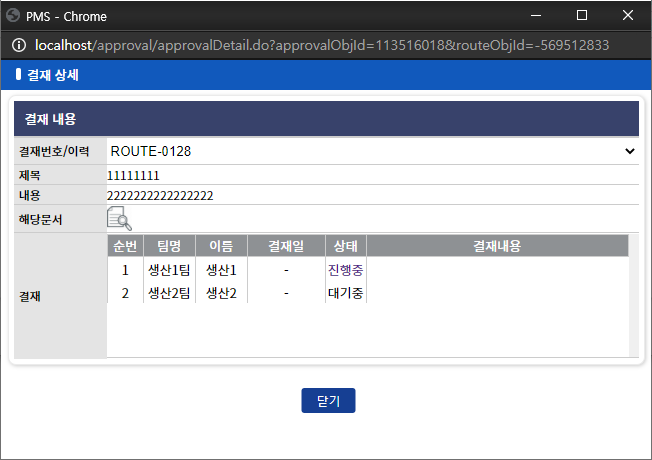 PMS - Chrome
localhost/approval/approvalDetail.do?approvalObjId=113516018&routeObjId=-569512833
결재 상세
결재 내용
결재번호/이력 ROUTE-0128
제목 11111111
내용 2222222222222222
해당문서
순번 팀명 이름 결재일 상태 결재내용
1 생산1팀 생산1 - 진행중
2 생산2팀 생산2 - 대기중
결재
닫기